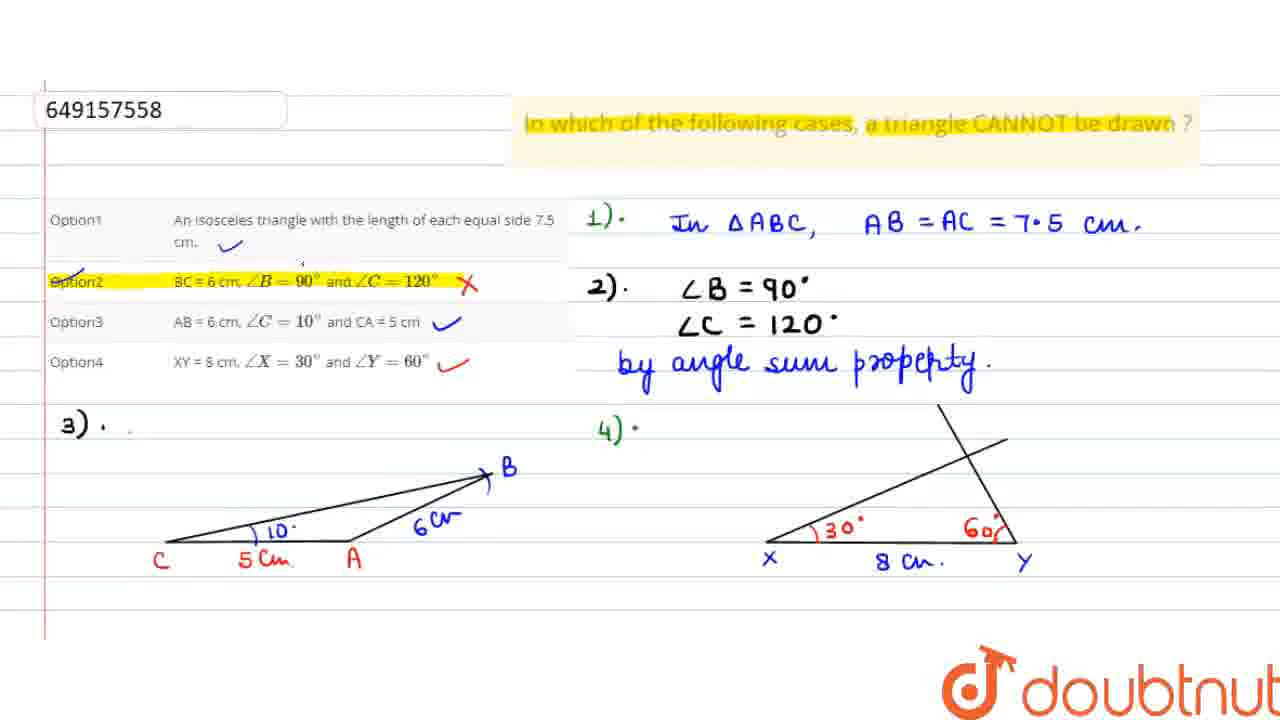 649157558
In which of the following cases, a triangle CANNOT be drawn ?
Option1 An isosceles triangle with the length of each equal side 7.5 cm.
Option2 BC = 6 cm, ∠B = 90° and ∠C = 120°
Option3 AB = 6 cm, ∠C = 10° and CA = 5 cm
Option4 XY = 8 cm, ∠X = 30° and ∠Y = 60°
1). In △ABC, AB = AC = 7.5 cm.
2). ∠B = 90°
∠C = 120°
by angle sum property.
3).
B
10°
6 cm
C 5 cm A
4).
30° 60°
X 8 cm. Y
doubtnut